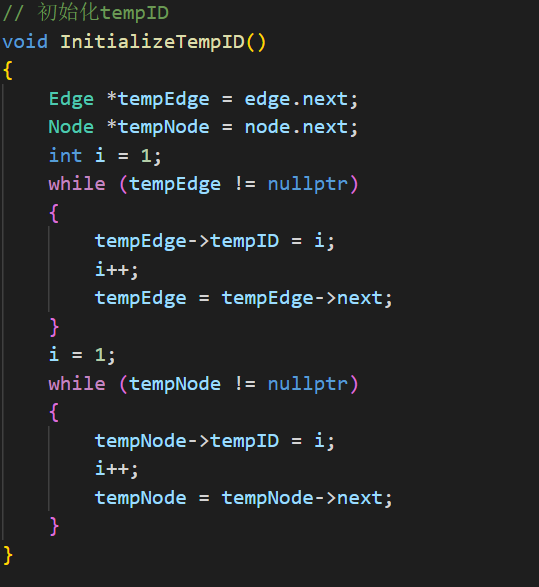 // 初始化tempID
void InitializeTempID()
{
    Edge *tempEdge = edge.next;
    Node *tempNode = node.next;
    int i = 1;
    while (tempEdge != nullptr)
    {
        tempEdge->tempID = i;
        i++;
        tempEdge = tempEdge->next;
    }
    i = 1;
    while (tempNode != nullptr)
    {
        tempNode->tempID = i;
        i++;
        tempNode = tempNode->next;
    }
}